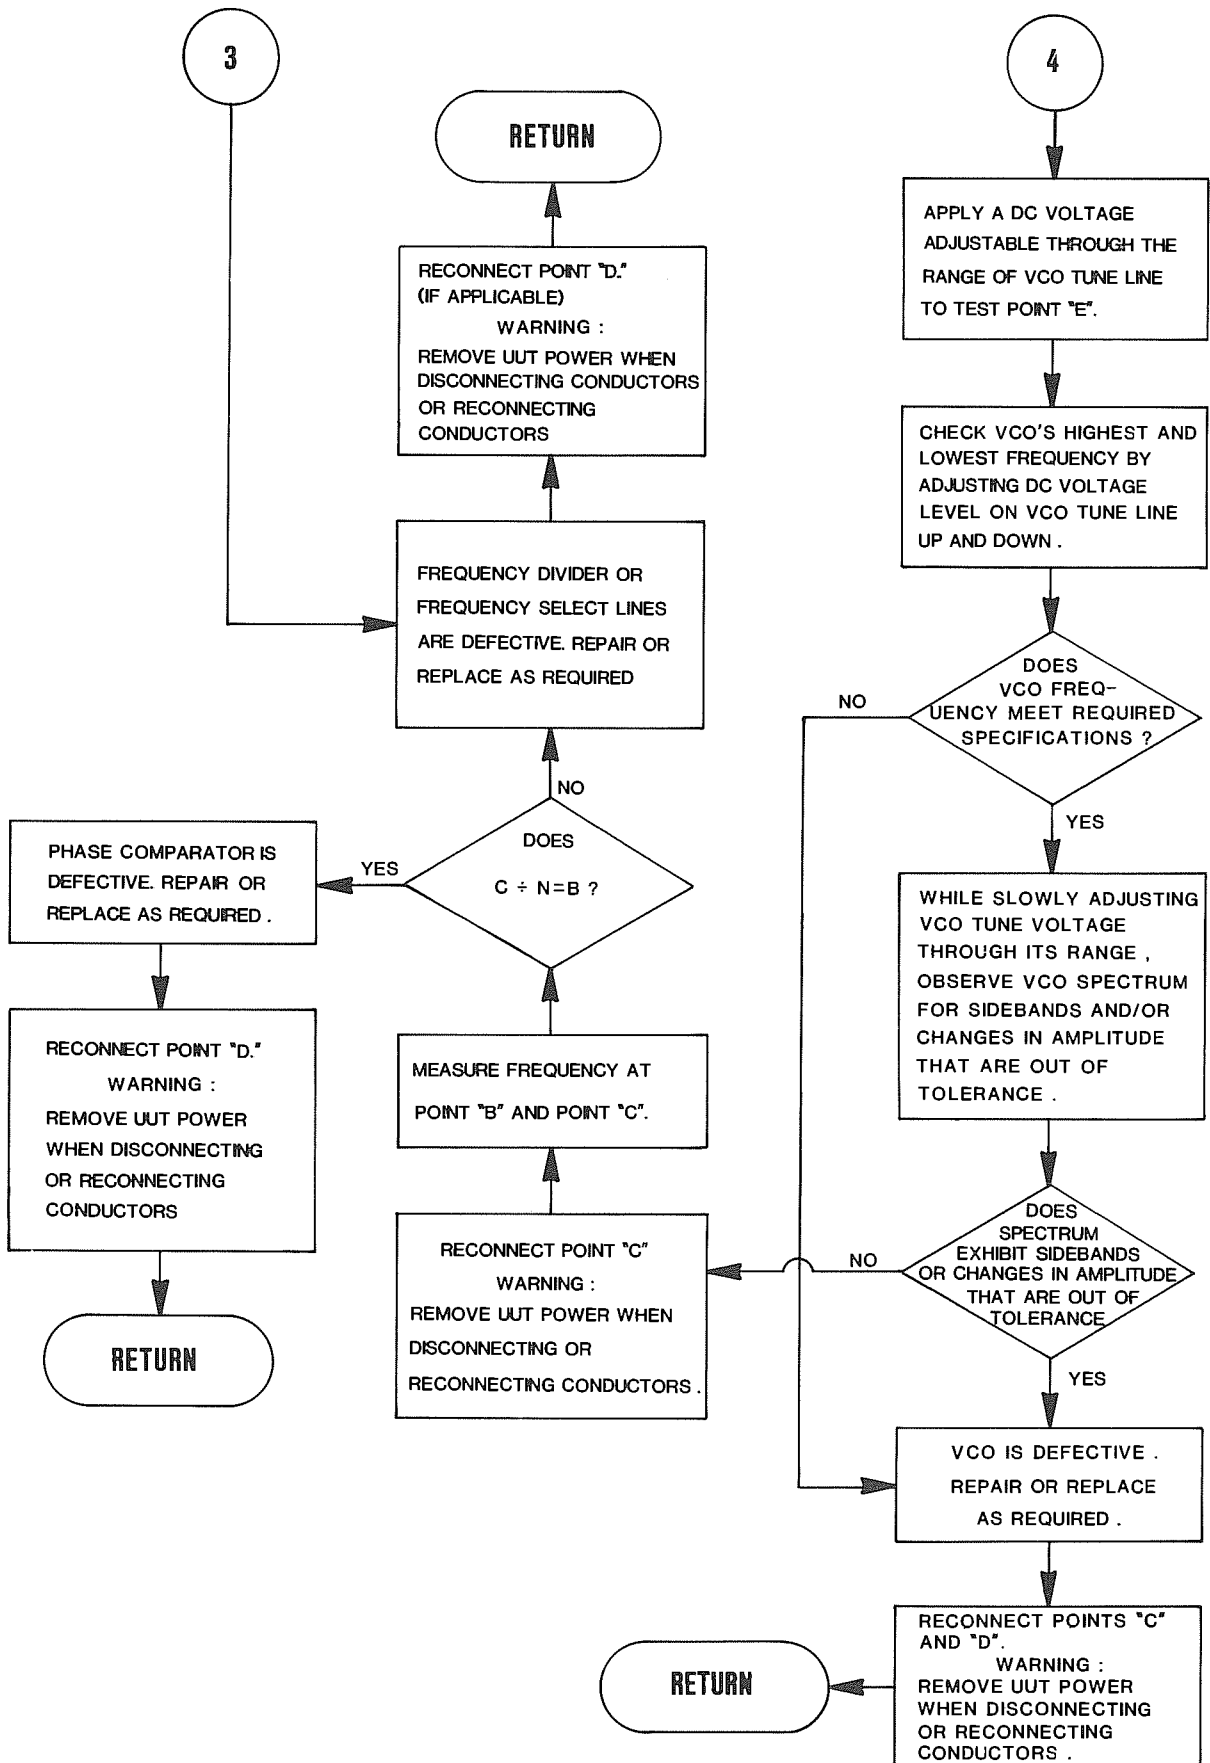 3
RETURN
RECONNECT POINT "D."
(IF APPLICABLE)
WARNING :
REMOVE UUT POWER WHEN
DISCONNECTING CONDUCTORS
OR RECONNECTING
CONDUCTORS
FREQUENCY DIVIDER OR
FREQUENCY SELECT LINES
ARE DEFECTIVE. REPAIR OR
REPLACE AS REQUIRED
NO
DOES
C ÷ N=B ?
YES
PHASE COMPARATOR IS
DEFECTIVE. REPAIR OR
REPLACE AS REQUIRED .
RECONNECT POINT "D."
WARNING :
REMOVE UUT POWER
WHEN DISCONNECTING
OR RECONNECTING
CONDUCTORS
RETURN
MEASURE FREQUENCY AT
POINT "B" AND POINT "C".
RECONNECT POINT "C"
WARNING :
REMOVE UUT POWER WHEN
DISCONNECTING OR
RECONNECTING CONDUCTORS .
4
APPLY A DC VOLTAGE
ADJUSTABLE THROUGH THE
RANGE OF VCO TUNE LINE
TO TEST POINT "E".
CHECK VCO'S HIGHEST AND
LOWEST FREQUENCY BY
ADJUSTING DC VOLTAGE
LEVEL ON VCO TUNE LINE
UP AND DOWN .
DOES
VCO FREQ-
UENCY MEET REQUIRED
SPECIFICATIONS ?
NO
YES
WHILE SLOWLY ADJUSTING
VCO TUNE VOLTAGE
THROUGH ITS RANGE ,
OBSERVE VCO SPECTRUM
FOR SIDEBANDS AND/OR
CHANGES IN AMPLITUDE
THAT ARE OUT OF
TOLERANCE .
DOES
SPECTRUM
EXHIBIT SIDEBANDS
OR CHANGES IN AMPLITUDE
THAT ARE OUT OF
TOLERANCE
NO
YES
VCO IS DEFECTIVE .
REPAIR OR REPLACE
AS REQUIRED .
RECONNECT POINTS "C"
AND "D".
WARNING :
REMOVE UUT POWER
WHEN DISCONNECTING
OR RECONNECTING
CONDUCTORS .
RETURN